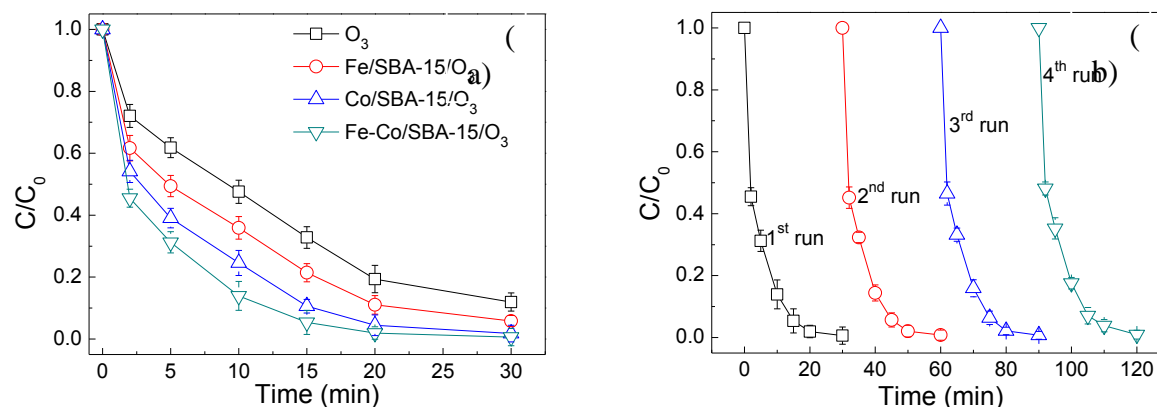 (
a)
O3
Fe/SBA-15/O3
Co/SBA-15/O3
Fe-Co/SBA-15/O3
1.0
0.8
0.6
0.4
0.2
0.0
C/C0
0 5 10 15 20 25 30
Time (min)
(
b)
1st run
2nd run
3rd run
4th run
1.0
0.8
0.6
0.4
0.2
0.0
C/C0
0 20 40 60 80 100 120
Time (min)